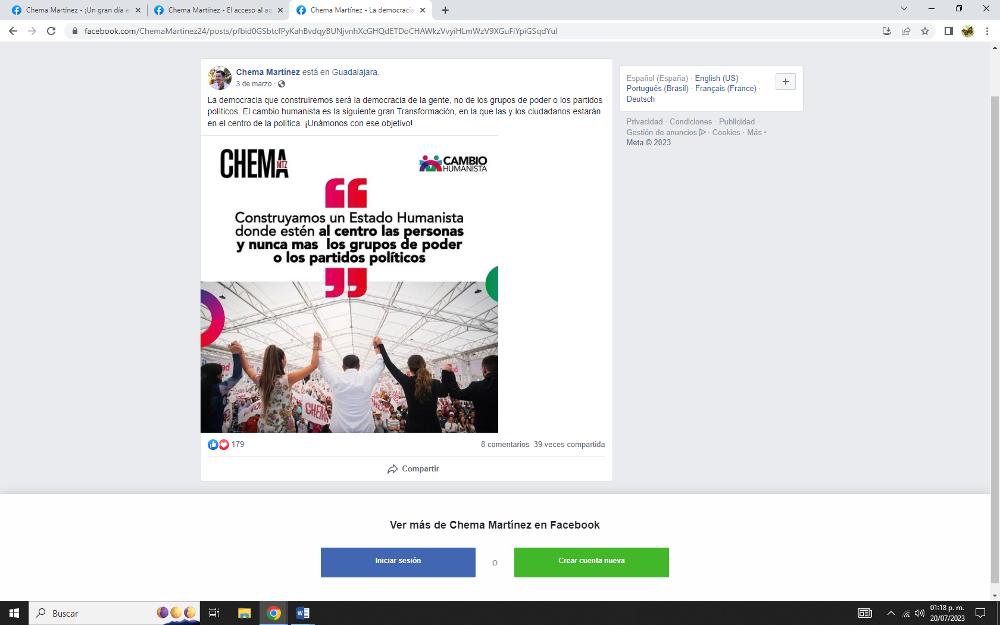 Chema Martínez - ¡Un gran día e
Chema Martínez - El acceso al ag
Chema Martínez - La democracia
facebook.com/ChemaMartinez24/posts/pfbid0GSbtcfPyKahBvdqyBUNjvnhXcGHQdETDoCHAWkzVvyiHLmWzV9XGuFiYpiGSqdYul
Chema Martínez está en Guadalajara.
3 de marzo ·
La democracia que construiremos será la democracia de la gente, no de los grupos de poder o los partidos
políticos. El cambio humanista es la siguiente gran Transformación, en la que las y los ciudadanos estarán
en el centro de la política. ¡Unámonos con ese objetivo!
CHEMA MTZ
CAMBIO
HUMANISTA
Construyamos un Estado Humanista
donde estén al centro las personas
y nunca mas los grupos de poder
o los partidos políticos
CHEMA
179
8 comentarios 39 veces compartida
Compartir
Español (España) · English (US) ·
Português (Brasil) · Français (France) ·
Deutsch
+
Privacidad · Condiciones · Publicidad ·
Gestión de anuncios · Cookies · Más
Meta © 2023
Ver más de Chema Martínez en Facebook
Iniciar sesión
o
Crear cuenta nueva
Buscar
01:18 p. m.
20/07/2023